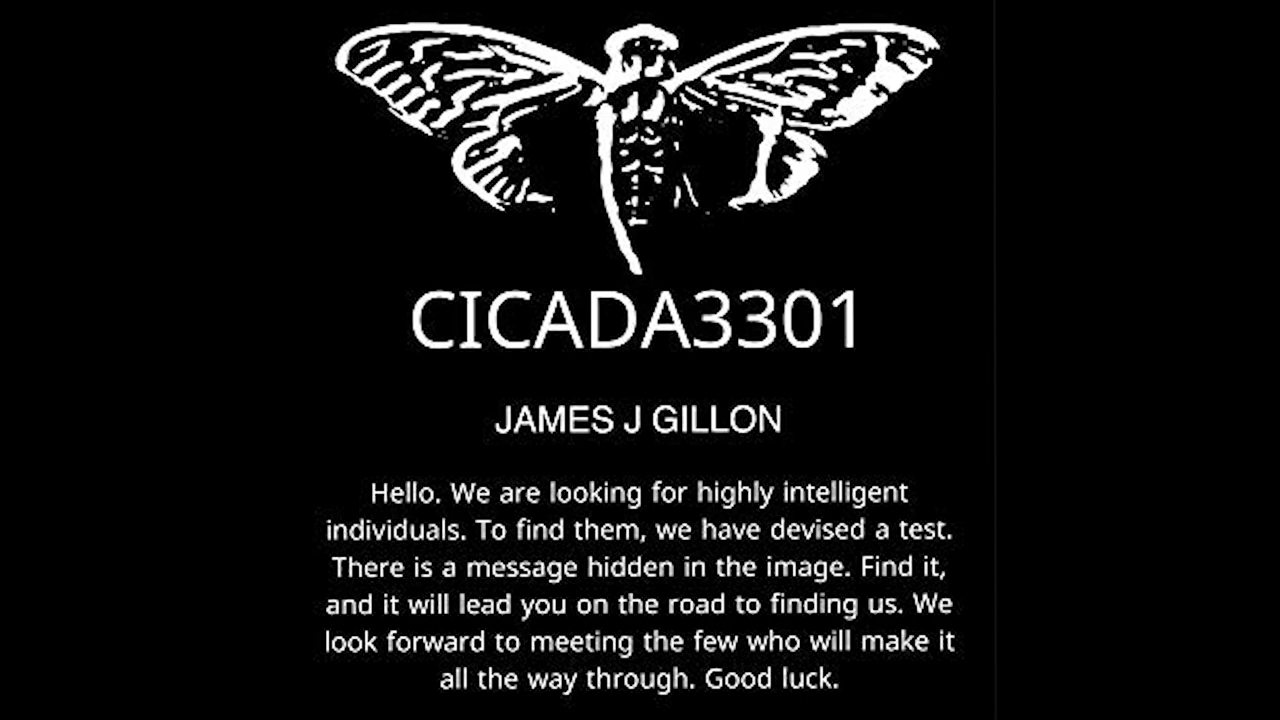 CICADA3301
JAMES J GILLON
Hello. We are looking for highly intelligent
individuals. To find them, we have devised a test.
There is a message hidden in the image. Find it,
and it will lead you on the road to finding us. We
look forward to meeting the few who will make it
all the way through. Good luck.